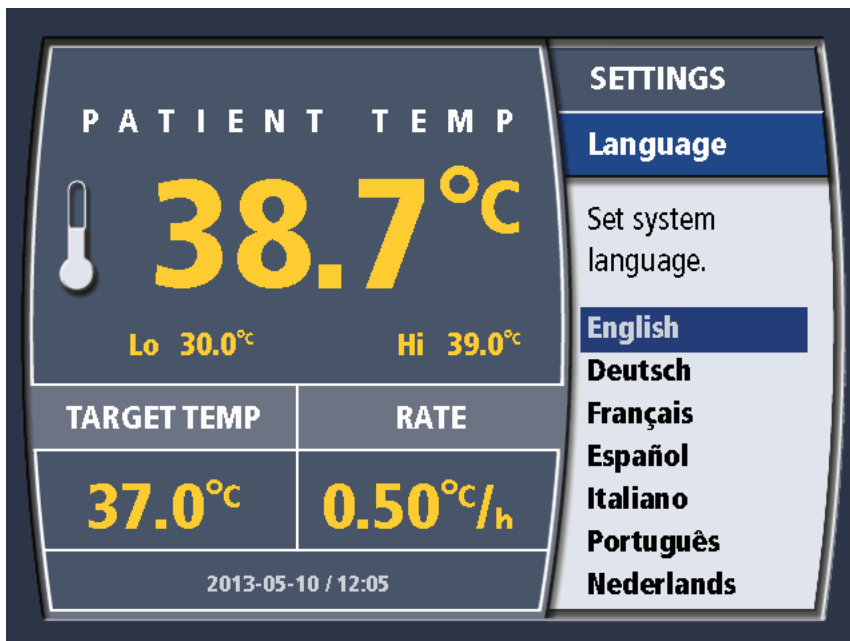 PATIENT TEMP
38.7°C
Lo 30.0°C Hi 39.0°C
TARGET TEMP RATE
37.0°C 0.50°C/h
2013-05-10 / 12:05
SETTINGS
Language
Set system
language.
English
Deutsch
Français
Español
Italiano
Português
Nederlands